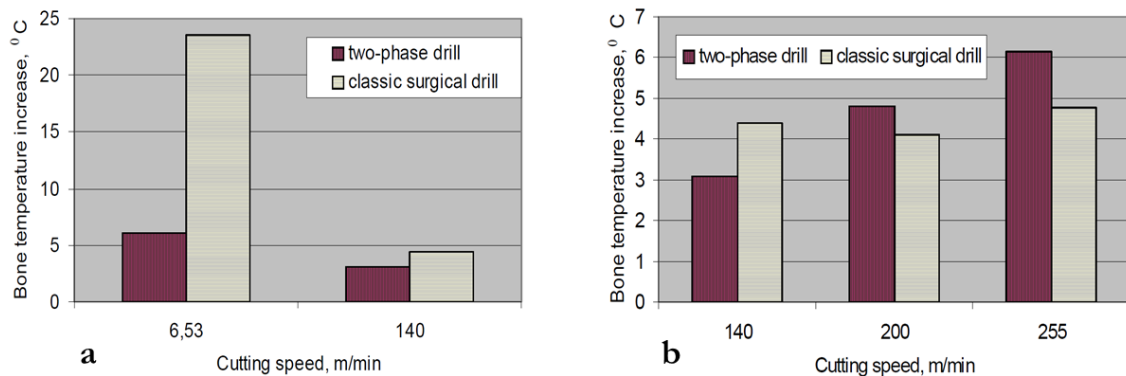 Bone temperature increase, ⁰ C
25
20
15
10
5
0
two-phase drill
classic surgical drill
6,53
140
Cutting speed, m/min
a
Bone temperature increase,⁰ C
7
6
5
4
3
2
1
0
two-phase drill classic surgical drill
140
200
255
Cutting speed, m/min
b